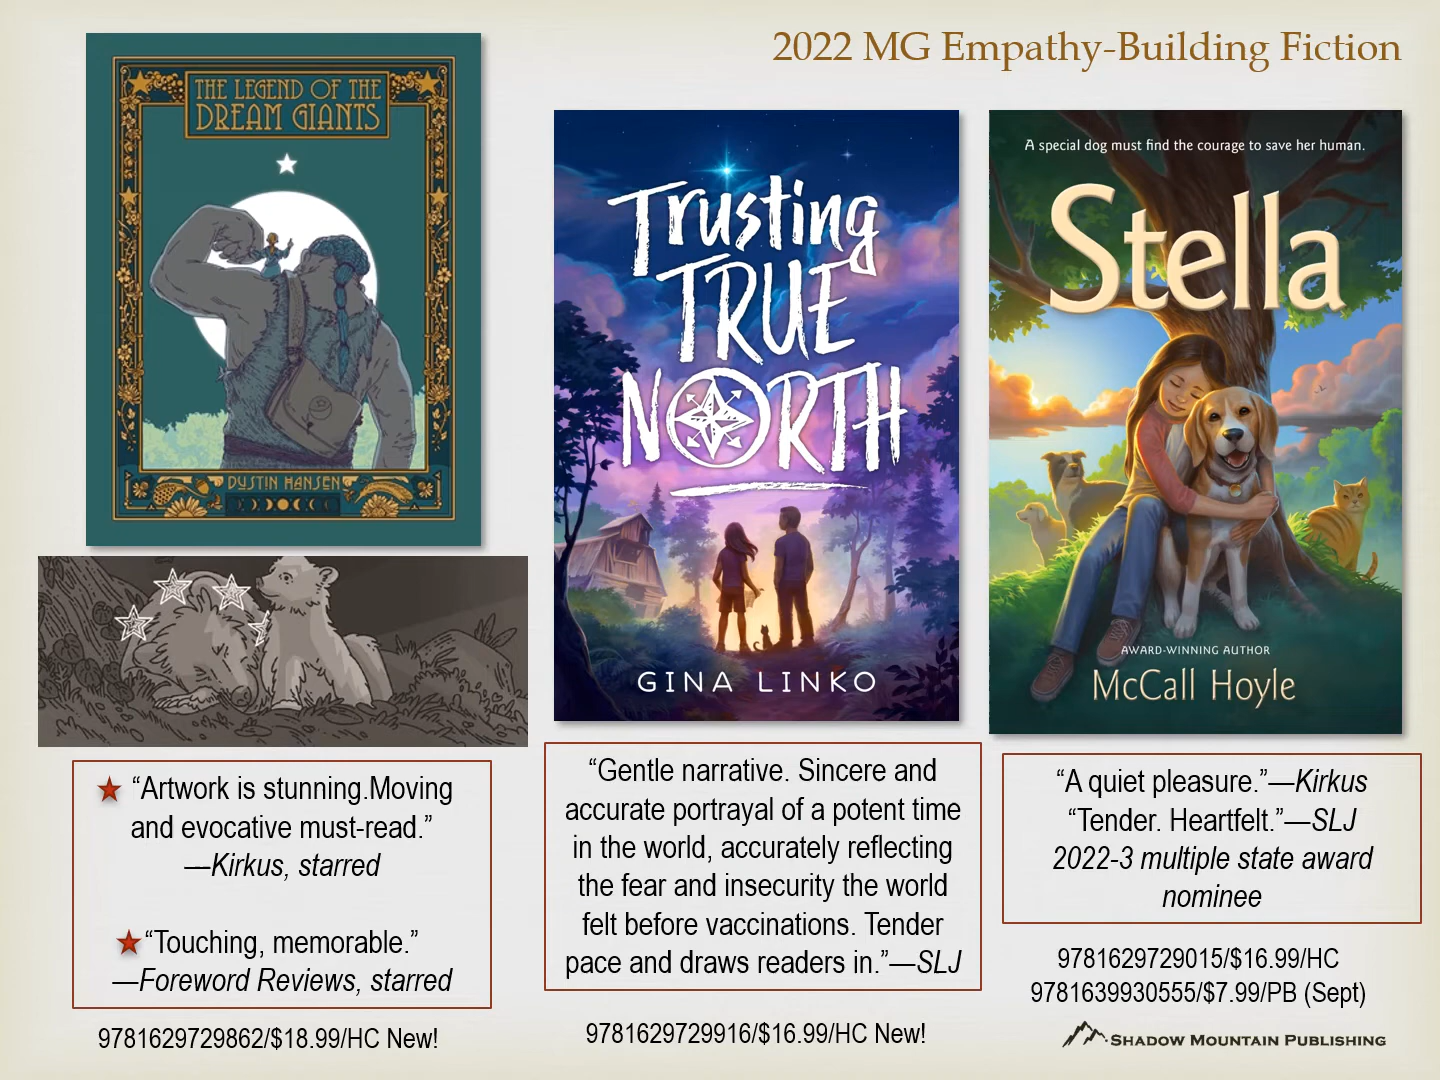 2022 MG Empathy-Building Fiction
THE LEGEND OF THE
DREAM GIANTS
DUSTIN HANSEN
★ “Artwork is stunning.Moving
and evocative must-read.”
—Kirkus, starred
★ “Touching, memorable.”
—Foreword Reviews, starred
9781629729862/$18.99/HC New!
Trusting
TRUE
NORTH
GINA LINKO
“Gentle narrative. Sincere and
accurate portrayal of a potent time
in the world, accurately reflecting
the fear and insecurity the world
felt before vaccinations. Tender
pace and draws readers in.”—SLJ
9781629729916/$16.99/HC New!
A special dog must find the courage to save her human.
Stella
AWARD-WINNING AUTHOR
McCall Hoyle
“A quiet pleasure.”—Kirkus
“Tender. Heartfelt.”—SLJ
2022-3 multiple state award
nominee
9781629729015/$16.99/HC
9781639930555/$7.99/PB (Sept)
SHADOW MOUNTAIN PUBLISHING